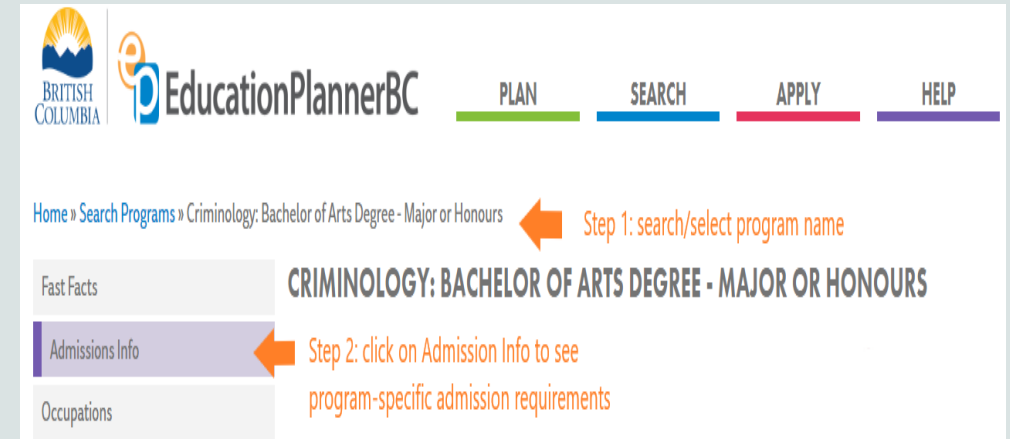 BRITISH
COLUMBIA
ep EducationPlannerBC
PLAN
SEARCH
APPLY
HELP
Home » Search Programs » Criminology: Bachelor of Arts Degree - Major or Honours
Step 1: search/select program name
Fast Facts
CRIMINOLOGY: BACHELOR OF ARTS DEGREE - MAJOR OR HONOURS
Admissions Info
Step 2: click on Admission Info to see
program-specific admission requirements
Occupations